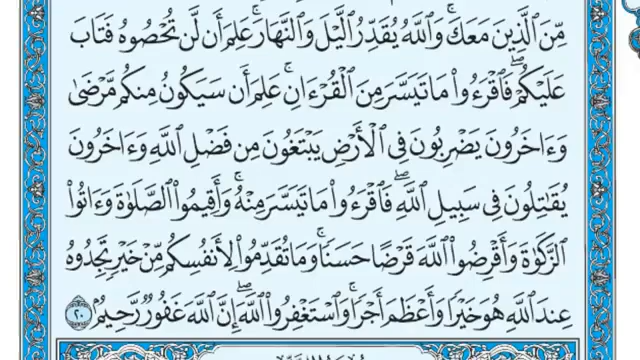 مِّنَ ٱلَّذِينَ مَعَكَۚ وَٱللَّهُ يُقَدِّرُ ٱلَّيْلَ وَٱلنَّهَارَۚ عَلِمَ أَن لَّن تُحْصُوهُ فَتَابَ
عَلَيْكُمْۖ فَٱقْرَءُوا۟ مَا تَيَسَّرَ مِنَ ٱلْقُرْءَانِۚ عَلِمَ أَن سَيَكُونُ مِنكُم مَّرْضَىٰ
وَءَاخَرُونَ يَضْرِبُونَ فِى ٱلْأَرْضِ يَبْتَغُونَ مِن فَضْلِ ٱللَّهِ وَءَاخَرُونَ
يُقَٰتِلُونَ فِى سَبِيلِ ٱللَّهِۖ فَٱقْرَءُوا۟ مَا تَيَسَّرَ مِنْهُۚ وَأَقِيمُوا۟ ٱلصَّلَوٰةَ وَءَاتُوا۟
ٱلزَّكَوٰةَ وَأَقْرِضُوا۟ ٱللَّهَ قَرْضًا حَسَنًاۚ وَمَا تُقَدِّمُوا۟ لِأَنفُسِكُم مِّنْ خَيْرٍ تَجِدُوهُ
عِندَ ٱللَّهِ هُوَ خَيْرًا وَأَعْظَمَ أَجْرًاۚ وَٱسْتَغْفِرُوا۟ ٱللَّهَۖ إِنَّ ٱللَّهَ غَفُورٌ رَّحِيمٌ ٢٠